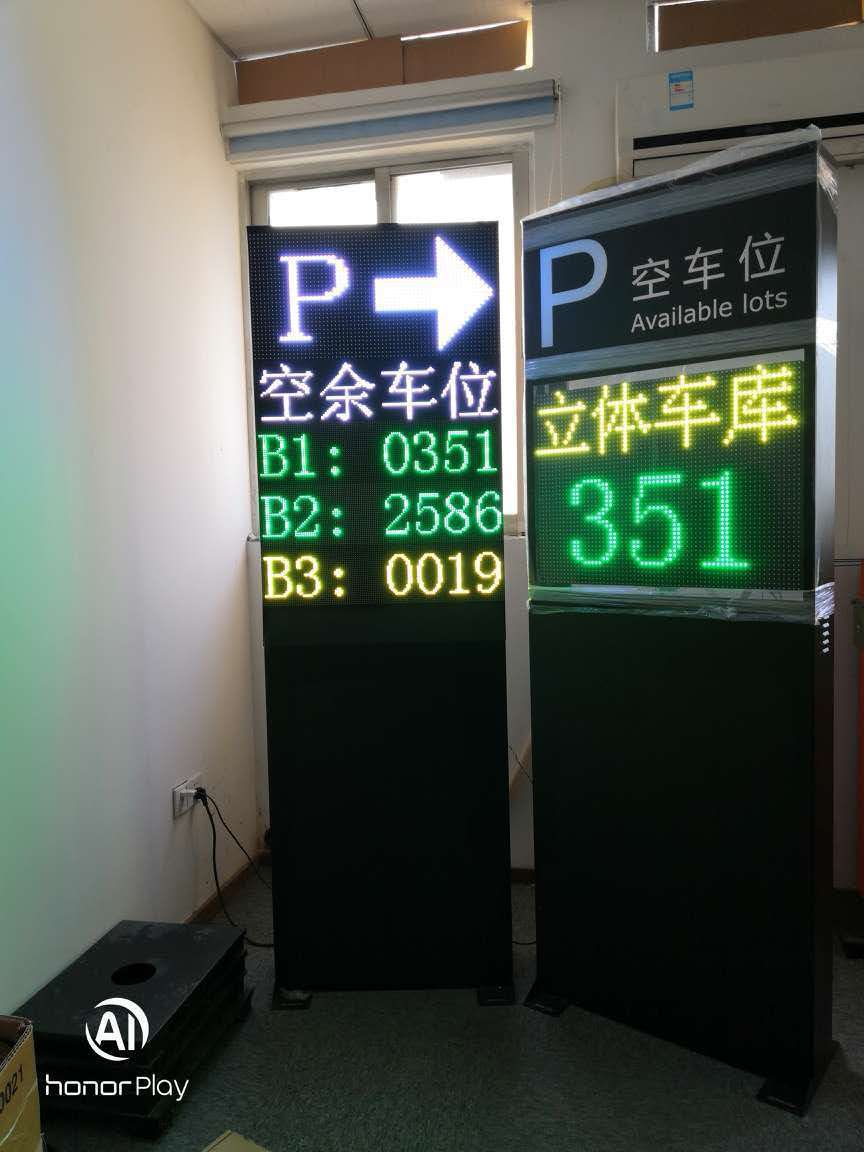 P
空余车位
B1: 0351
B2: 2586
B3: 0019
P 空车位
Available lots
立体车库
351
0021
AI
honor Play